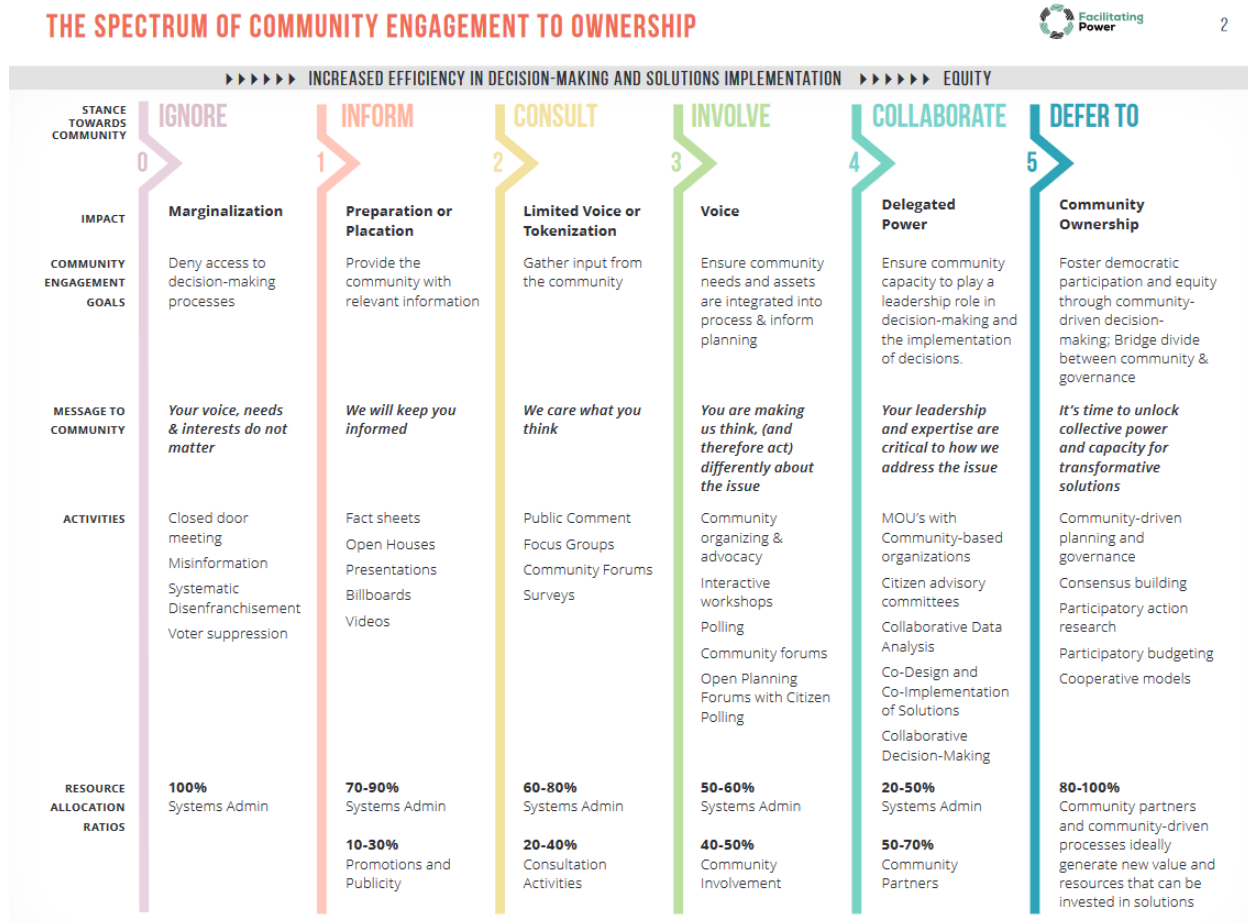 THE SPECTRUM OF COMMUNITY ENGAGEMENT TO OWNERSHIP
Facilitating
Power
2
INCREASED EFFICIENCY IN DECISION-MAKING AND SOLUTIONS IMPLEMENTATION EQUITY
STANCE
TOWARDS
COMMUNITY
IGNORE
0
INFORM
1
CONSULT
2
INVOLVE
3
COLLABORATE
4
DEFER TO
5
IMPACT
Marginalization
Preparation or
Placation
Limited Voice or
Tokenization
Voice
Delegated
Power
Community
Ownership
COMMUNITY
ENGAGEMENT
GOALS
Deny access to
decision-making
processes
Provide the
community with
relevant information
Gather input from
the community
Ensure community
needs and assets
are integrated into
process & inform
planning
Ensure community
capacity to play a
leadership role in
decision-making and
the implementation
of decisions.
Foster democratic
participation and equity
through community-
driven decision-
making; Bridge divide
between community &
governance
MESSAGE TO
COMMUNITY
Your voice, needs
& interests do not
matter
We will keep you
informed
We care what you
think
You are making
us think, (and
therefore act)
differently about
the issue
Your leadership
and expertise are
critical to how we
address the issue
It's time to unlock
collective power
and capacity for
transformative
solutions
ACTIVITIES
Closed door
meeting
Misinformation
Systematic
Disenfranchisement
Voter suppression
Fact sheets
Open Houses
Presentations
Billboards
Videos
Public Comment
Focus Groups
Community Forums
Surveys
Community
organizing &
advocacy
Interactive
workshops
Polling
Community forums
Open Planning
Forums with Citizen
Polling
MOU's with
Community-based
organizations
Citizen advisory
committees
Collaborative Data
Analysis
Co-Design and
Co-Implementation
of Solutions
Collaborative
Decision-Making
Community-driven
planning and
governance
Consensus building
Participatory action
research
Participatory budgeting
Cooperative models
RESOURCE
ALLOCATION
RATIOS
100%
Systems Admin
70-90%
Systems Admin
10-30%
Promotions and
Publicity
60-80%
Systems Admin
20-40%
Consultation
Activities
50-60%
Systems Admin
40-50%
Community
Involvement
20-50%
Systems Admin
50-70%
Community
Partners
80-100%
Community partners
and community-driven
processes ideally
generate new value and
resources that can be
invested in solutions